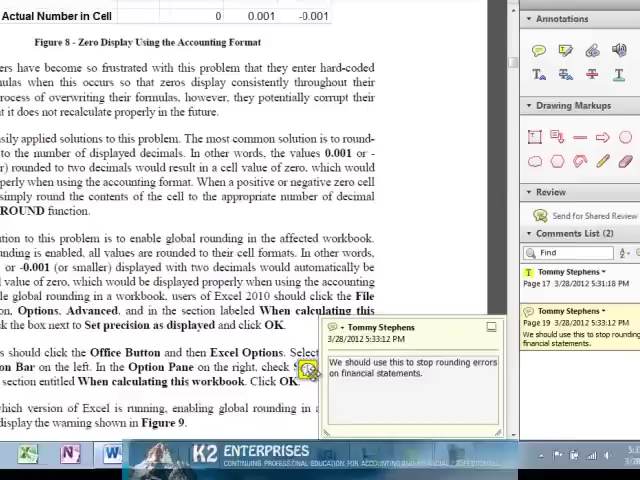 Actual Number in Cell 0 0.001 -0.001
Figure 8 - Zero Display Using the Accounting Format
ers have become so frustrated with this problem that they enter hard-coded
ulas when this occurs so that zeros display consistently throughout their
rocess of overwriting their formulas, however, they potentially corrupt their
t it does not recalculate properly in the future.
asily applied solutions to this problem. The most common solution is to round-
to the number of displayed decimals. In other words, the values 0.001 or -
r) rounded to two decimals would result in a cell value of zero, which would
perly when using the accounting format. When a positive or negative zero cell
simply round the contents of the cell to the appropriate number of decimal
ROUND function.
ution to this problem is to enable global rounding in the affected workbook.
nding is enabled, all values are rounded to their cell formats. In other words,
or -0.001 (or smaller) displayed with two decimals would automatically be
l value of zero, which would be displayed properly when using the accounting
le global rounding in a workbook, users of Excel 2010 should click the File
on, Options, Advanced, and in the section labeled When calculating this
ck the box next to Set precision as displayed and click OK.
s should click the Office Button and then Excel Options. Select
on Bar on the left. In the Option Pane on the right, check S
section entitled When calculating this workbook. Click OK.
which version of Excel is running, enabling global rounding in a
display the warning shown in Figure 9.
Tommy Stephens
3/28/2012 5:33:12 PM
We should use this to stop rounding errors
on financial statements.
Annotations
Drawing Markups
Review
Send for Shared Review
Comments List (2)
Find
Tommy Stephens
Page 17 3/28/2012 5:31:18 PM
Tommy Stephens
Page 19 3/28/2012 5:33:12 PM
We should use this to stop rounding errors on
financial statements.
K2 ENTERPRISES
CONTINUING PROFESSIONAL EDUCATION FOR ACCOUNTING AND FINANCIAL PROFESSIONALS